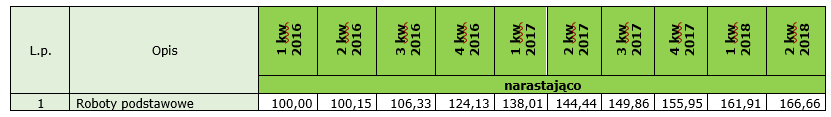 L.p. Opis 1 kw 2016 2 kw 2016 3 kw 2016 4 kw 2016 1 kw 2017 2 kw 2017 3 kw 2017 4 kw 2017 1 kw 2018 2 kw 2018
narastająco
1 Roboty podstawowe 100,00 100,15 106,33 124,13 138,01 144,44 149,86 155,95 161,91 166,66